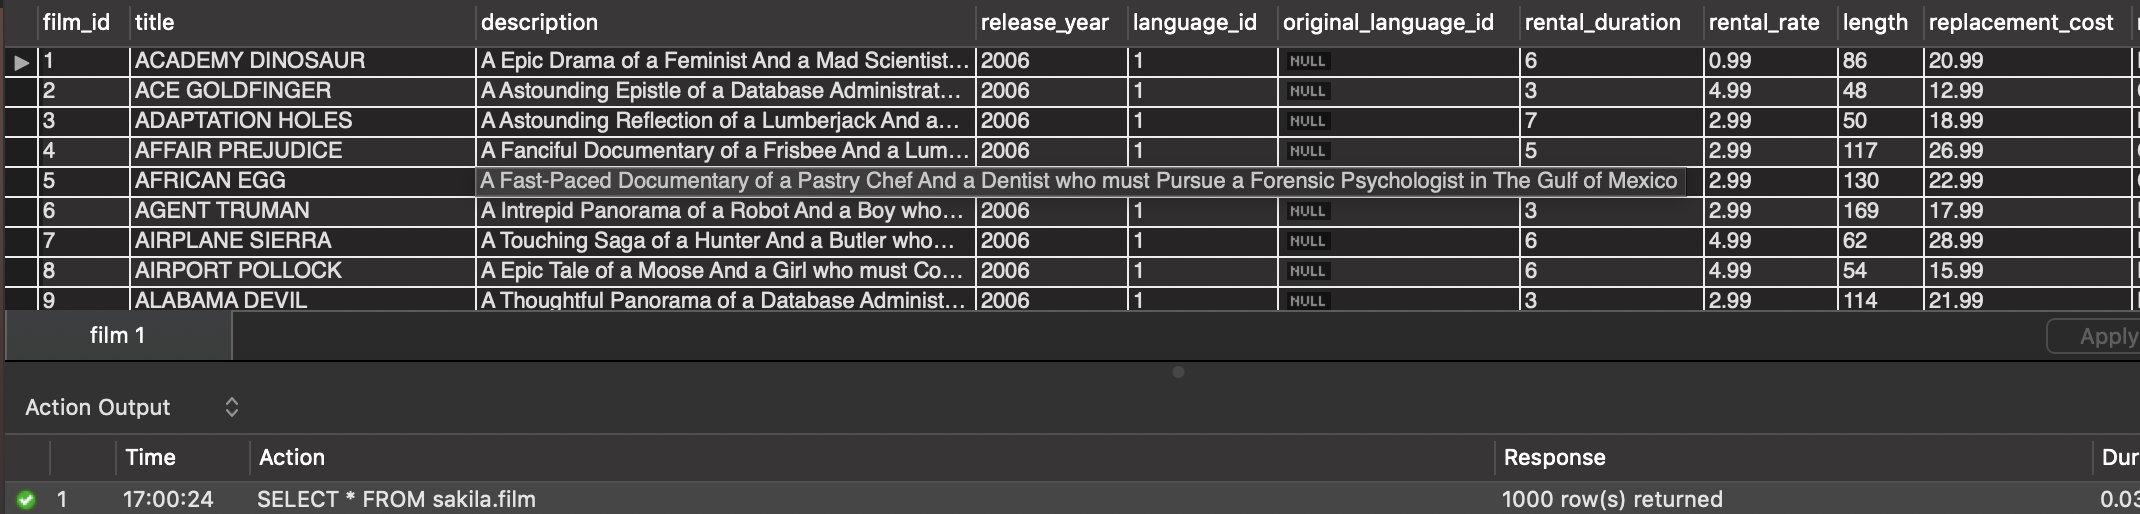 film_id title description release_year language_id original_language_id rental_duration rental_rate length replacement_cost
1 ACADEMY DINOSAUR A Epic Drama of a Feminist And a Mad Scientist... 2006 1 NULL 6 0.99 86 20.99
2 ACE GOLDFINGER A Astounding Epistle of a Database Administrat... 2006 1 NULL 3 4.99 48 12.99
3 ADAPTATION HOLES A Astounding Reflection of a Lumberjack And a... 2006 1 NULL 7 2.99 50 18.99
4 AFFAIR PREJUDICE A Fanciful Documentary of a Frisbee And a Lum... 2006 1 NULL 5 2.99 117 26.99
5 AFRICAN EGG A Fast-Paced Documentary of a Pastry Chef And a Dentist who must Pursue a Forensic Psychologist in The Gulf of Mexico 2.99 130 22.99
6 AGENT TRUMAN A Intrepid Panorama of a Robot And a Boy who... 2006 1 NULL 3 2.99 169 17.99
7 AIRPLANE SIERRA A Touching Saga of a Hunter And a Butler who... 2006 1 NULL 6 4.99 62 28.99
8 AIRPORT POLLOCK A Epic Tale of a Moose And a Girl who must Co... 2006 1 NULL 6 4.99 54 15.99
9 ALABAMA DEVIL A Thoughtful Panorama of a Database Administ... 2006 1 NULL 3 2.99 114 21.99
film 1 Apply
Action Output
Time Action Response Dur
1 17:00:24 SELECT * FROM sakila.film 1000 row(s) returned 0.03